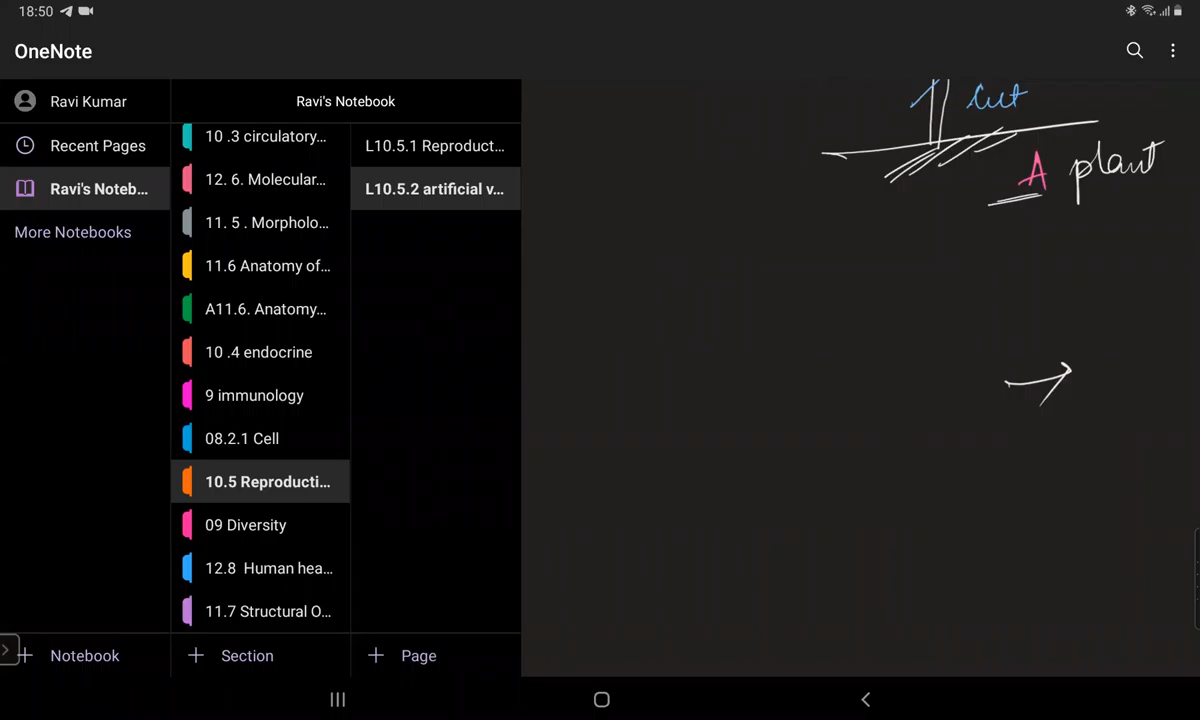 18:50
OneNote
Ravi Kumar
Recent Pages
Ravi's Noteb...
More Notebooks
Notebook
Ravi's Notebook
10 .3 circulatory...
12. 6. Molecular...
11. 5 . Morpholo...
11.6 Anatomy of...
A11.6. Anatomy...
10 .4 endocrine
9 immunology
08.2.1 Cell
10.5 Reproducti...
09 Diversity
12.8 Human hea...
11.7 Structural O...
Section
L10.5.1 Reproduct...
L10.5.2 artificial v...
Page
cut
A plant